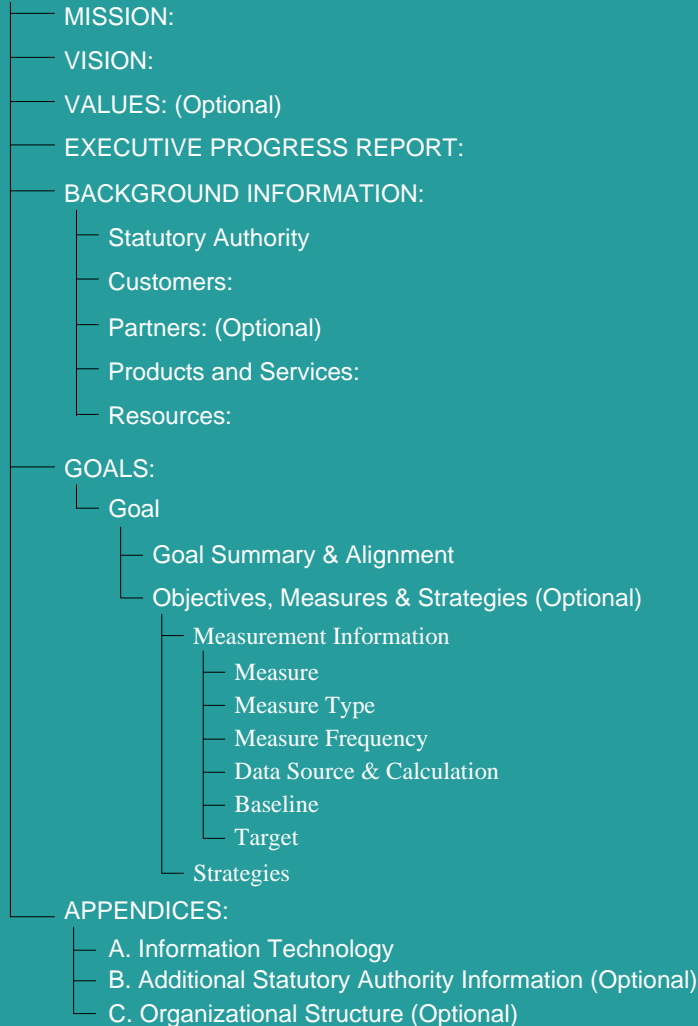 MISSION:
VISION:
VALUES: (Optional)
EXECUTIVE PROGRESS REPORT:
BACKGROUND INFORMATION:
Statutory Authority
Customers:
Partners: (Optional)
Products and Services:
Resources:
GOALS:
Goal
Goal Summary & Alignment
Objectives, Measures & Strategies (Optional)
Measurement Information
Measure
Measure Type
Measure Frequency
Data Source & Calculation
Baseline
Target
Strategies
APPENDICES:
A. Information Technology
B. Additional Statutory Authority Information (Optional)
C. Organizational Structure (Optional)